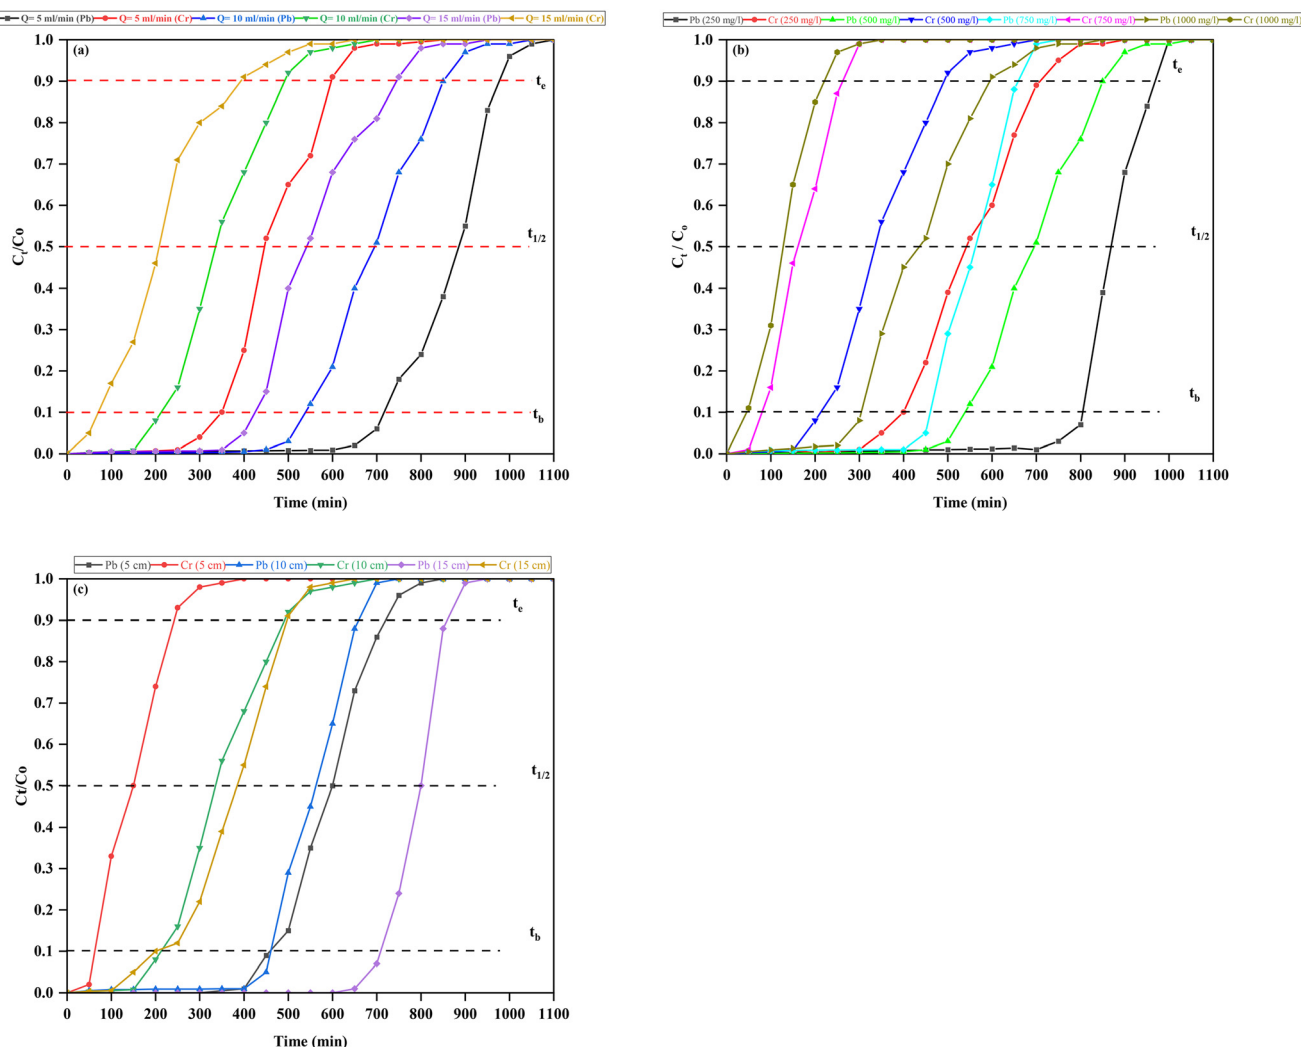 Q= 5 ml/min (Pb) Q= 5 ml/min (Cr) Q= 10 ml/min (Pb) Q= 10 ml/min (Cr) Q= 15 ml/min (Pb) Q= 15 ml/min (Cr)
(a)
1.0
0.9
0.8
0.7
0.6
0.5
0.4
0.3
0.2
0.1
0.0
te
t1/2
tb
Ct/Co
0 100 200 300 400 500 600 700 800 900 1000 1100
Time (min)
Pb (250 mg/l) Cr (250 mg/l) Pb (500 mg/l) Cr (500 mg/l) Pb (750 mg/l) Cr (750 mg/l) Pb (1000 mg/l) Cr (1000 mg/l)
(b)
1.0
0.9
0.8
0.7
0.6
0.5
0.4
0.3
0.2
0.1
0.0
te
t1/2
tb
Ct / Co
0 100 200 300 400 500 600 700 800 900 1000 1100
Time (min)
Pb (5 cm) Cr (5 cm) Pb (10 cm) Cr (10 cm) Pb (15 cm) Cr (15 cm)
(c)
1.0
0.9
0.8
0.7
0.6
0.5
0.4
0.3
0.2
0.1
0.0
te
t1/2
tb
Ct/Co
0 100 200 300 400 500 600 700 800 900 1000 1100
Time (min)